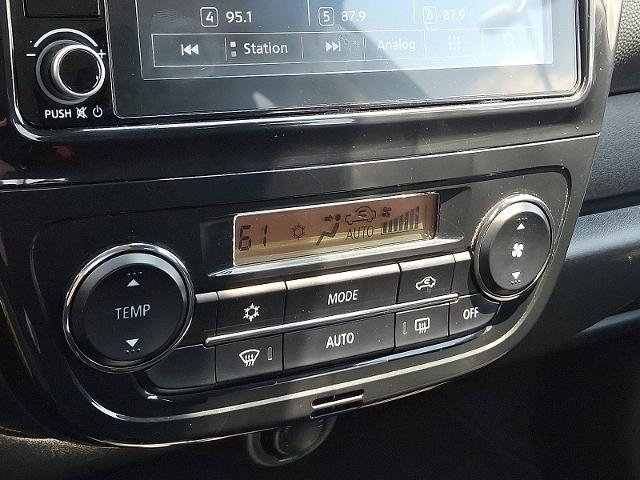 4 95.1 5 87.9 6 87.9
Station Analog
PUSH
61 AUTO
TEMP MODE
AUTO OFF